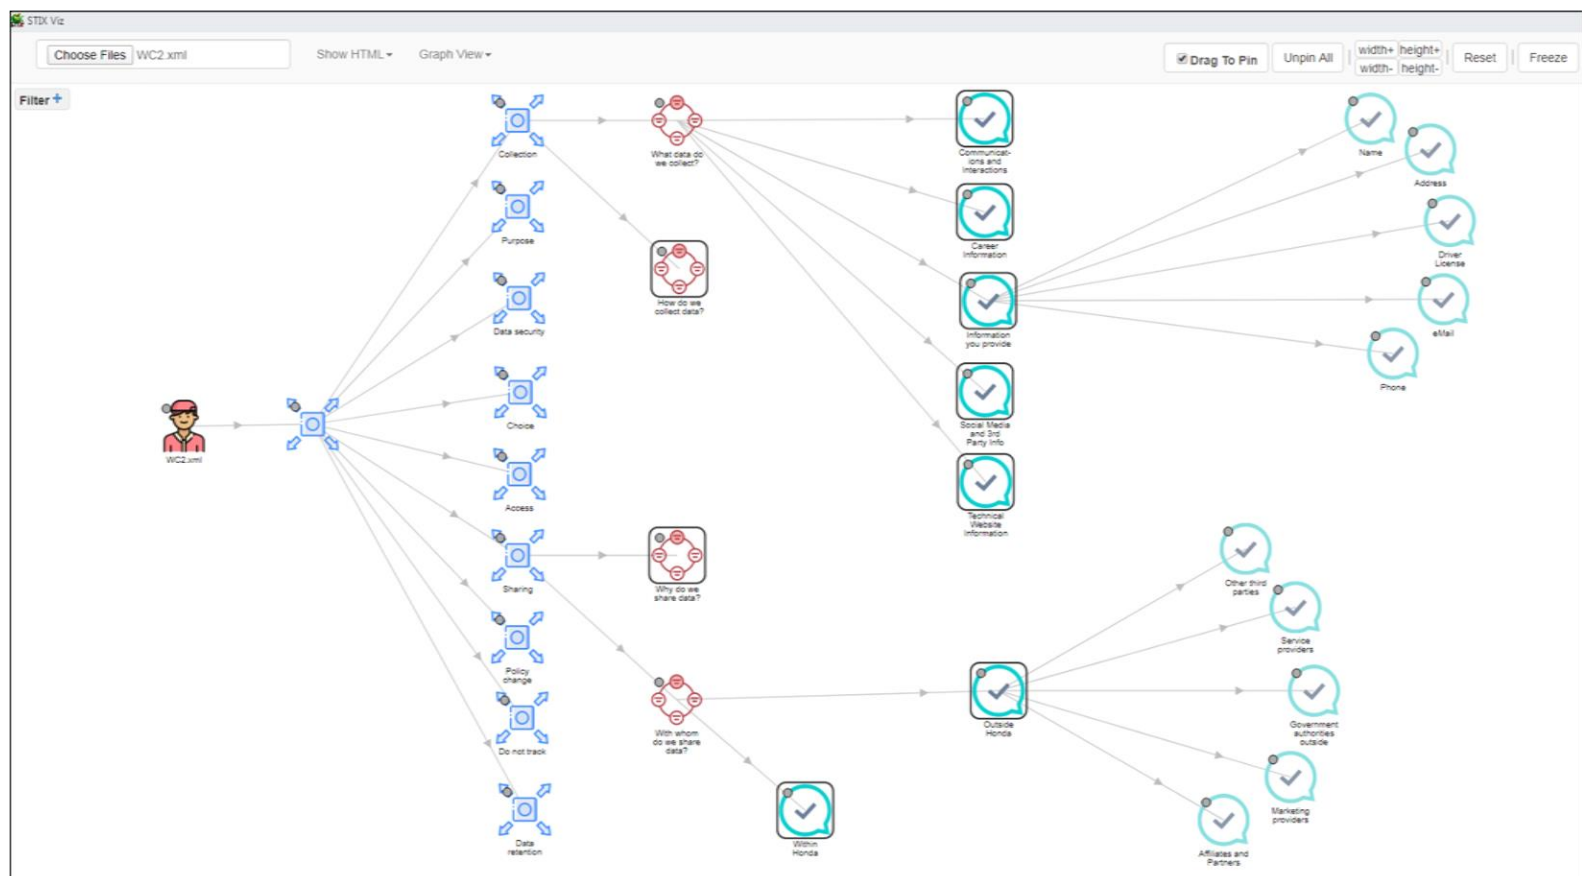 STIX Viz
Choose Files WC2.xml
Show HTML
Graph View
Drag To Pin
Unpin All
width+ height+
width- height-
Reset
Freeze
Filter +
WC2.xml
Collection
Purpose
Data security
Choice
Access
Sharing
Policy
change
Do not track
Data
retention
What data do
we collect?
How do we
collect data?
Why do we
share data?
With whom
do we share
data?
Communicat-
ions and
Interactions
Career
Information
Information
you provide
Social Media
and 3rd
Party Info
Technical
Website
Information
Within
Honda
Outside
Honda
Name
Address
Driver
License
eMail
Phone
Other third
parties
Service
providers
Government
authorities
outside
Marketing
providers
Affiliates and
Partners